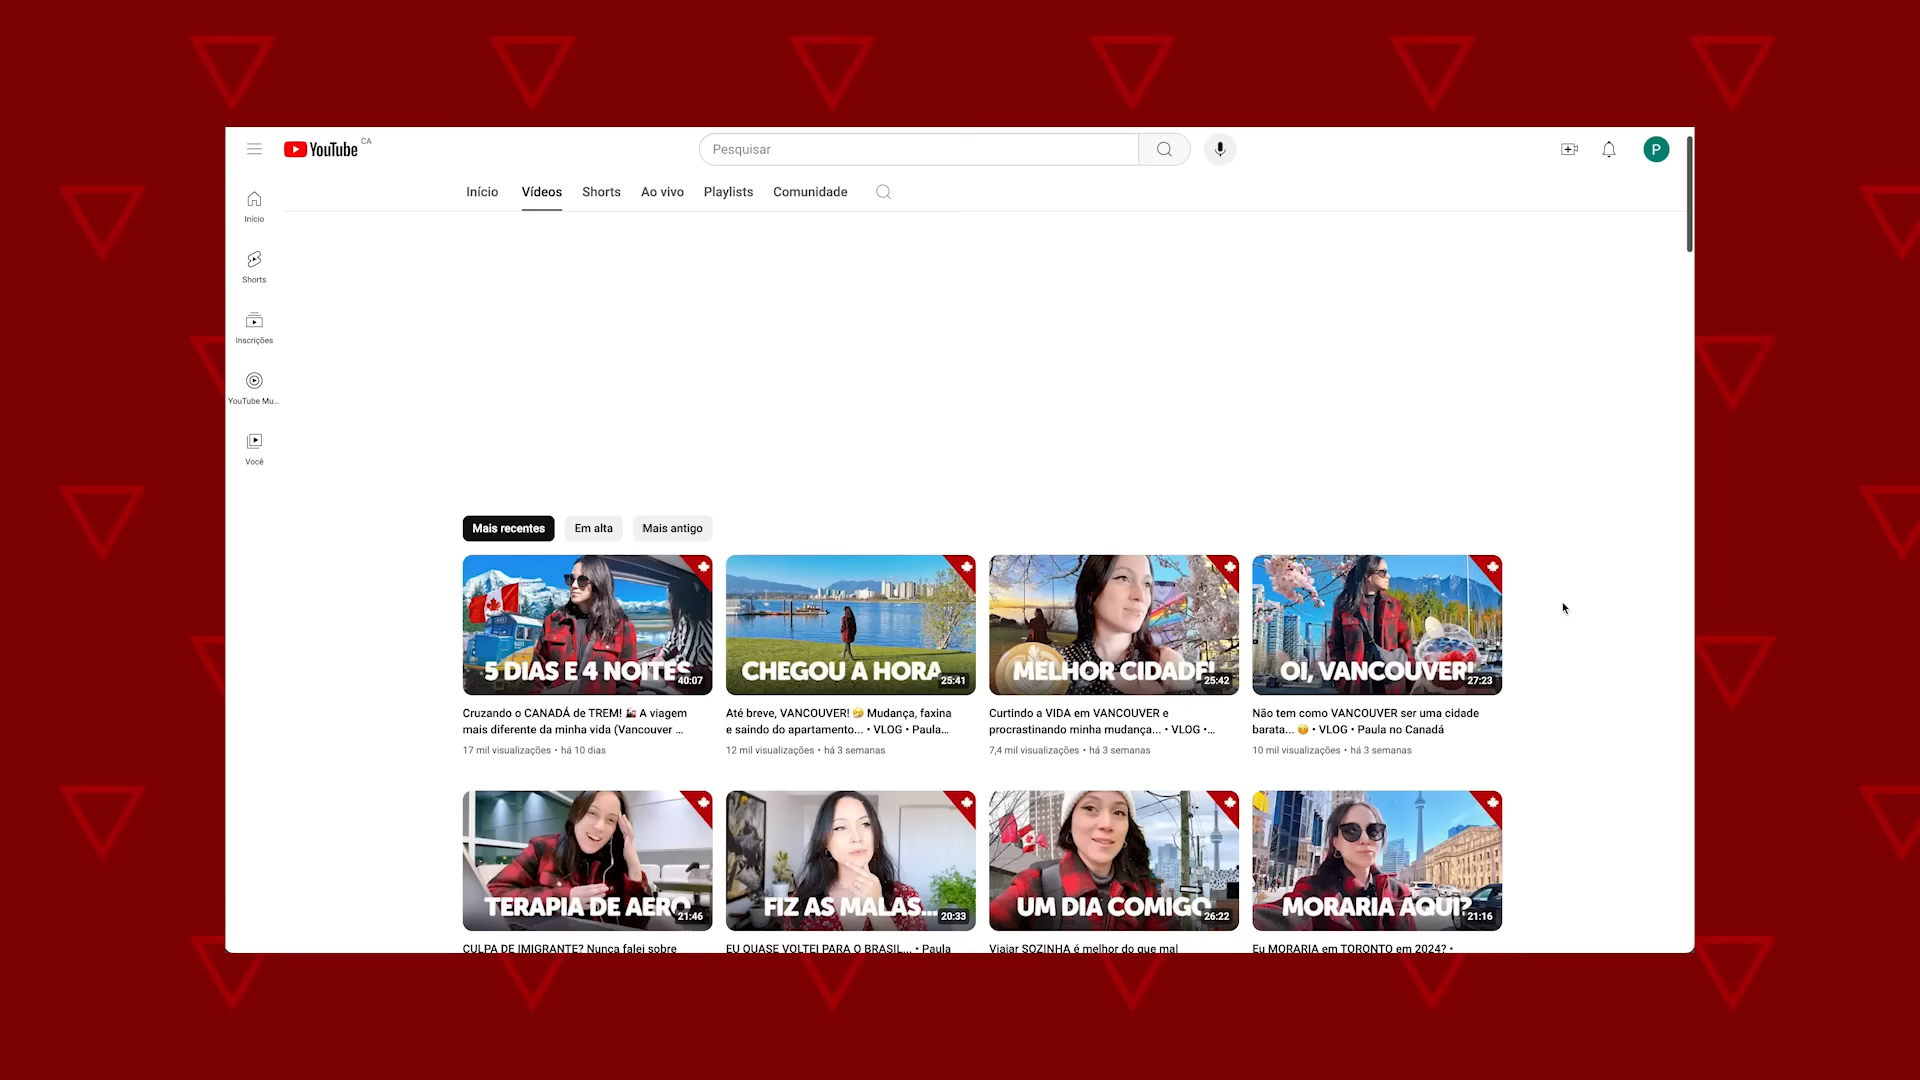 YouTube CA
Pesquisar
P
Início
Vídeos
Shorts
Ao vivo
Playlists
Comunidade
Início
Shorts
Inscrições
YouTube Mu...
Você
Mais recentes
Em alta
Mais antigo
5 DIAS E 4 NOITES
40:07
CHEGOU A HORA
25:41
MELHOR CIDADE!
25:42
OI, VANCOUVER!
27:23
Cruzando o CANADÁ de TREM! 🚂 A viagem
mais diferente da minha vida (Vancouver ...
17 mil visualizações • há 10 dias
Até breve, VANCOUVER! 🥲 Mudança, faxina
e saindo do apartamento... • VLOG • Paula...
12 mil visualizações • há 3 semanas
Curtindo a VIDA em VANCOUVER e
procrastinando minha mudança... • VLOG •...
7,4 mil visualizações • há 3 semanas
Não tem como VANCOUVER ser uma cidade
barata... 🥲 • VLOG • Paula no Canadá
10 mil visualizações • há 3 semanas
TERAPIA DE AERO
21:46
FIZ AS MALAS...
20:33
UM DIA COMIGO
26:22
MORARIA AQUI?
21:16
CULPA DE IMIGRANTE? Nunca falei sobre
EU QUASE VOLTEI PARA O BRASIL... • Paula
Viajar SOZINHA é melhor do que mal
Eu MORARIA em TORONTO em 2024? •